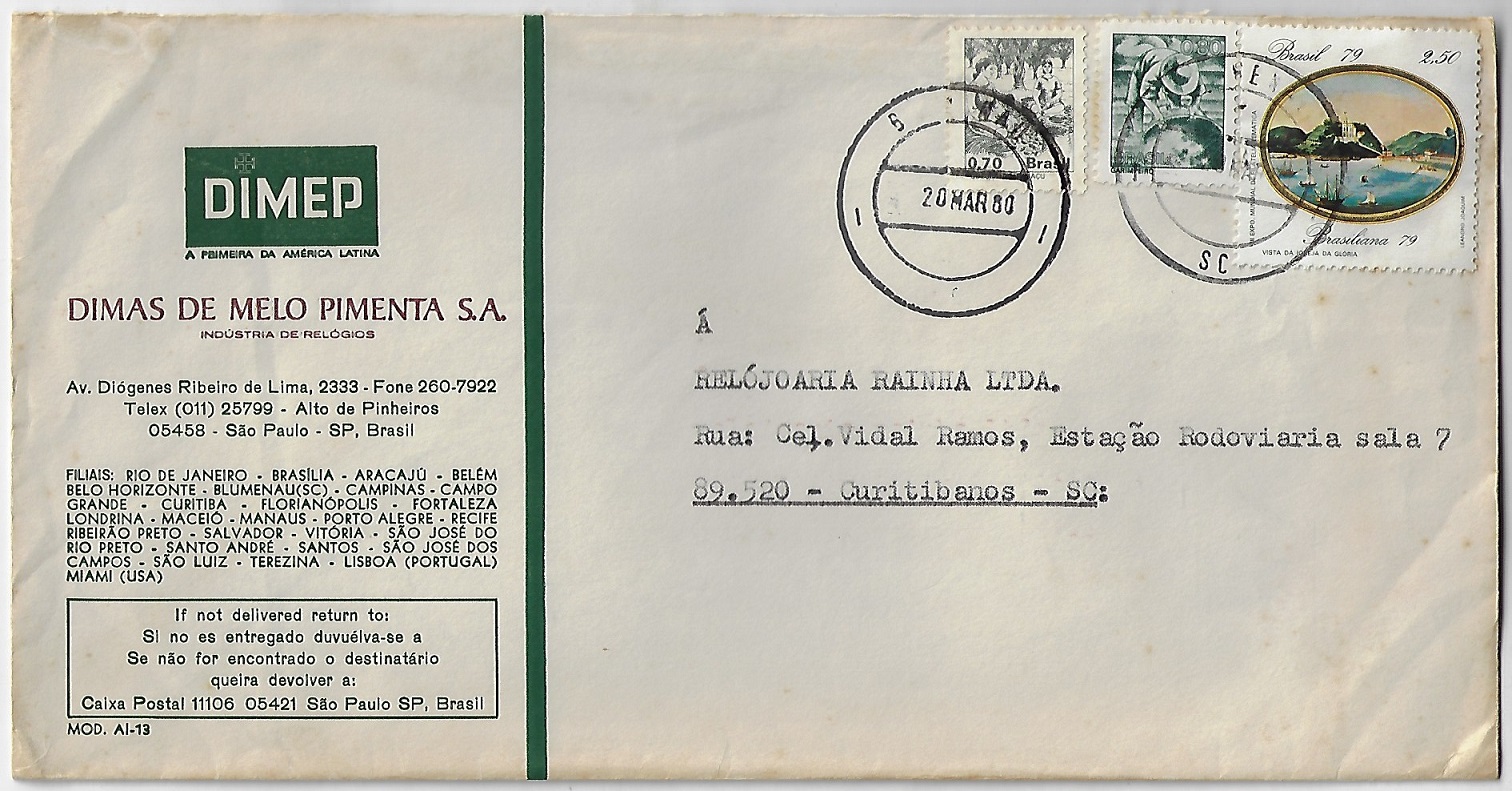 DIMEP
A PRIMEIRA DA AMÉRICA LATINA
DIMAS DE MELO PIMENTA S.A.
INDÚSTRIA DE RELÓGIOS
Av. Diógenes Ribeiro de Lima, 2333 - Fone 260-7922
Telex (011) 25799 - Alto de Pinheiros
05458 - São Paulo - SP, Brasil
FILIAIS: RIO DE JANEIRO - BRASÍLIA - ARACAJÚ - BELÉM
BELO HORIZONTE - BLUMENAU(SC) - CAMPINAS - CAMPO
GRANDE - CURITIBA - FLORIANÓPOLIS - FORTALEZA
LONDRINA - MACEIÓ - MANAUS - PORTO ALEGRE - RECIFE
RIBEIRÃO PRETO - SALVADOR - VITÓRIA - SÃO JOSÉ DO
RIO PRETO - SANTO ANDRÉ - SANTOS - SÃO JOSÉ DOS
CAMPOS - SÃO LUIZ - TEREZINA - LISBOA (PORTUGAL)
MIAMI (USA)
If not delivered return to:
Si no es entregado duvuélva-se a
Se não for encontrado o destinatário
queira devolver a:
Caixa Postal 11106 05421 São Paulo SP, Brasil
MOD. AI-13
0,70 Brasil
20 MAR 80
0,80
BRASIL
GARIMPEIRO
SC
Brasil 79 2,50
Brasiliana 79
VISTA DA IGREJA DA GLÓRIA
LEANDRO JOAQUIM
Á
RELÓJOARIA RAINHA LTDA.
Rua: Cel.Vidal Ramos, Estação Rodoviaria sala 7
89.520 - Curitibanos - SC: